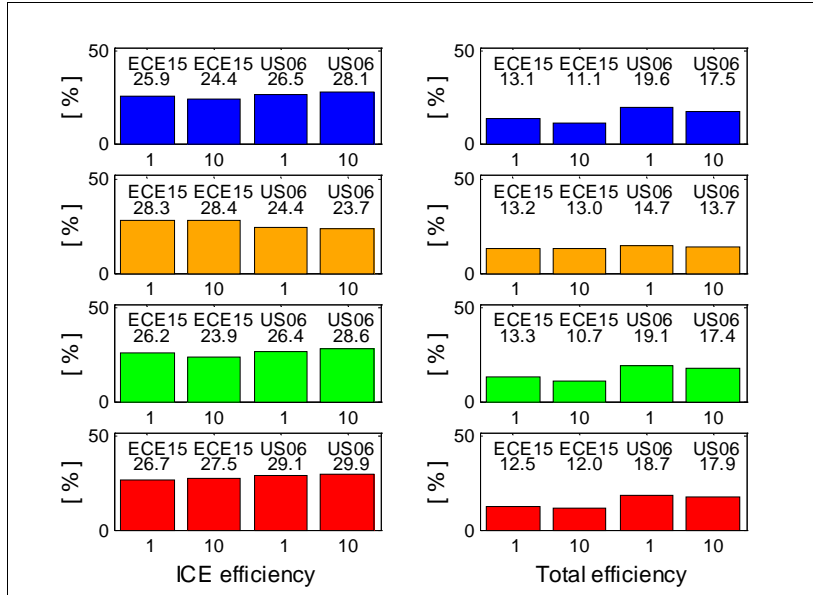 50
[ % ]
0
ECE15 ECE15 US06 US06
25.9 24.4 26.5 28.1
1 10 1 10
50
[ % ]
0
ECE15 ECE15 US06 US06
13.1 11.1 19.6 17.5
1 10 1 10
50
[ % ]
0
ECE15 ECE15 US06 US06
28.3 28.4 24.4 23.7
1 10 1 10
50
[ % ]
0
ECE15 ECE15 US06 US06
13.2 13.0 14.7 13.7
1 10 1 10
50
[ % ]
0
ECE15 ECE15 US06 US06
26.2 23.9 26.4 28.6
1 10 1 10
50
[ % ]
0
ECE15 ECE15 US06 US06
13.3 10.7 19.1 17.4
1 10 1 10
50
[ % ]
0
ECE15 ECE15 US06 US06
26.7 27.5 29.1 29.9
1 10 1 10
ICE efficiency
50
[ % ]
0
ECE15 ECE15 US06 US06
12.5 12.0 18.7 17.9
1 10 1 10
Total efficiency